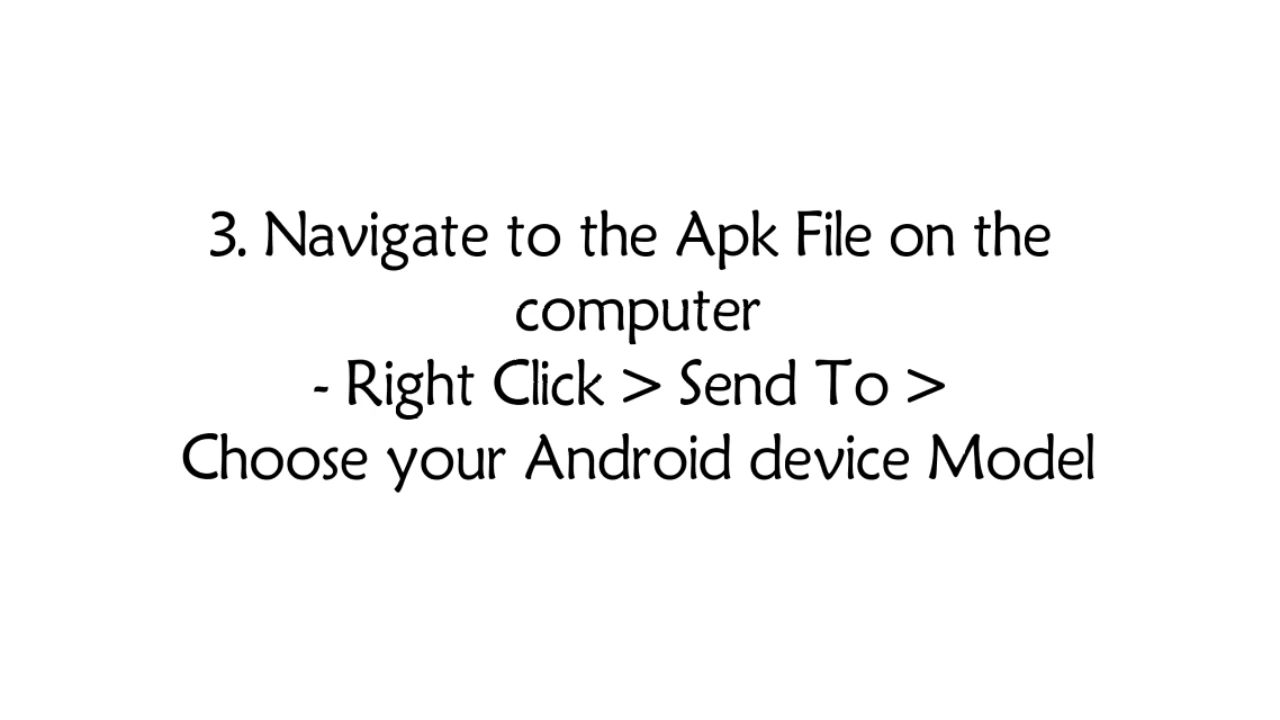 3. Navigate to the Apk File on the
computer
- Right Click > Send To >
Choose your Android device Model